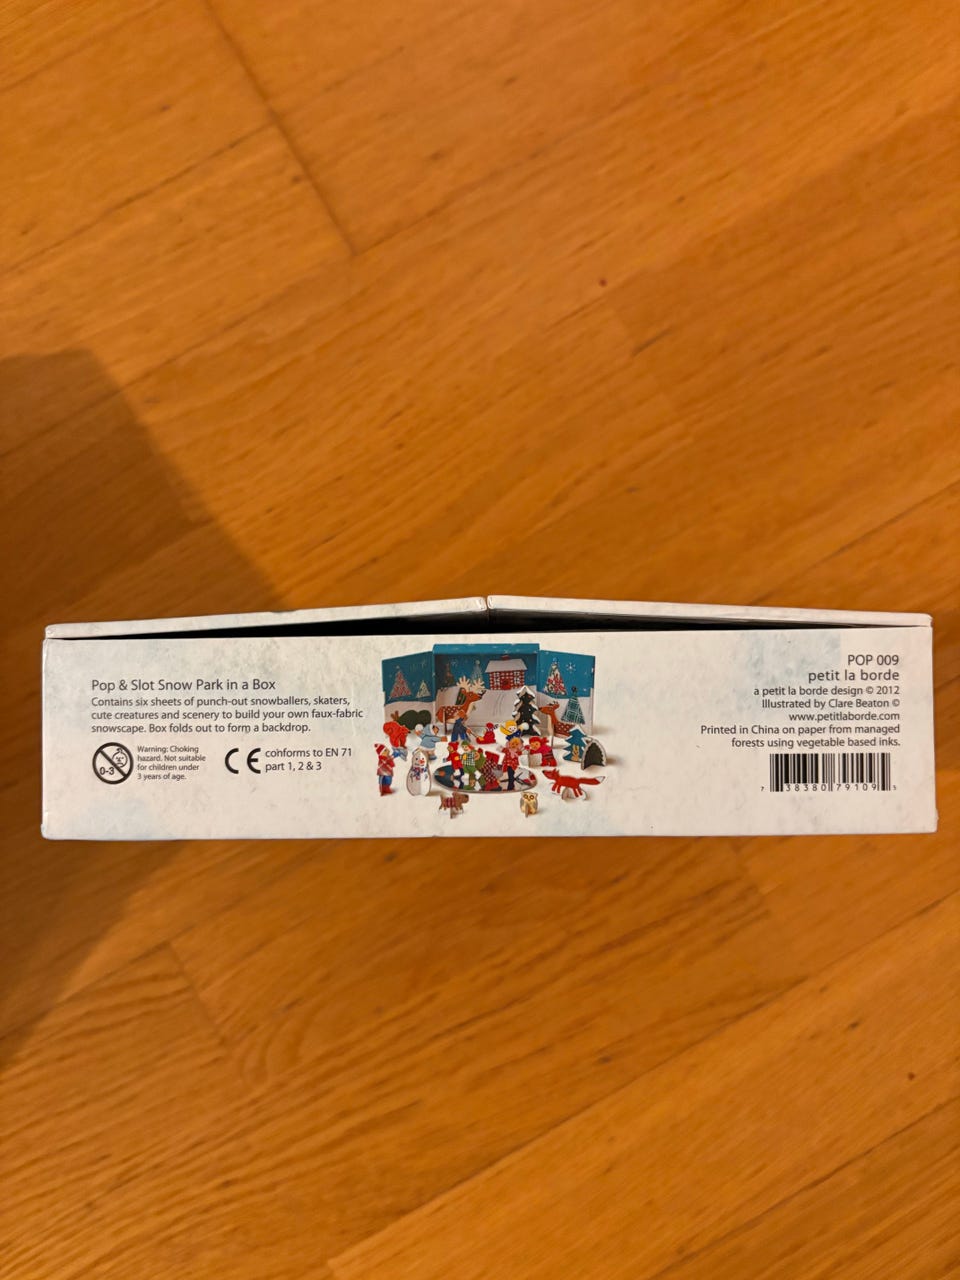 Pop & Slot Snow Park in a Box
Contains six sheets of punch-out snowballers, skaters,
cute creatures and scenery to build your own faux-fabric
snowscape. Box folds out to form a backdrop.
0-3
Warning: Choking
hazard. Not suitable
for children under
3 years of age.
CE
conforms to EN 71
part 1, 2 & 3
POP 009
petit la borde
a petit la borde design © 2012
Illustrated by Clare Beaton ©
www.petitlaborde.com
Printed in China on paper from managed
forests using vegetable based inks.
7 38380 79109 5